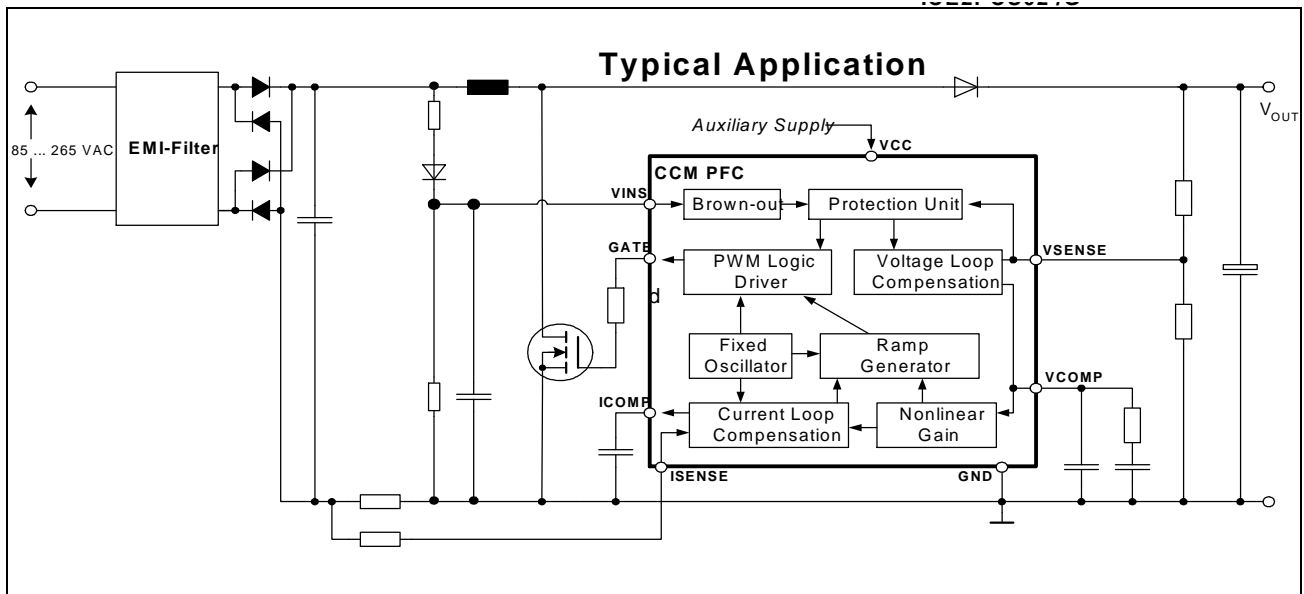 Typical Application
Auxiliary Supply
VCC
V OUT
85 ... 265 VAC
EMI-Filter
CCM PFC
VINS
Brown-out
Protection Unit
GATE
PWM Logic
Driver
Voltage Loop
Compensation
VSENSE
d
Fixed
Oscillator
Ramp
Generator
VCOMP
ICOMP
Current Loop
Compensation
Nonlinear
Gain
ISENSE
GND